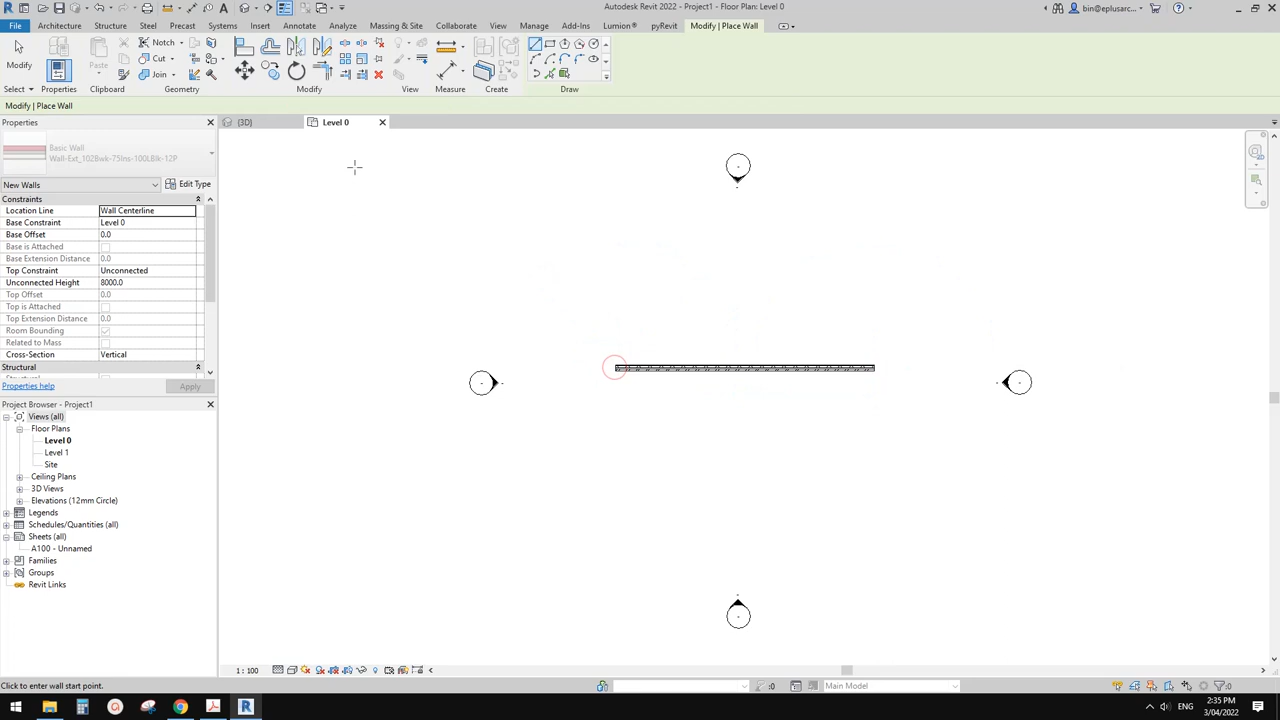 Autodesk Revit 2022 - Project1 - Floor Plan: Level 0
bin@eplusarc...
File
Architecture
Structure
Steel
Precast
Systems
Insert
Annotate
Analyze
Massing & Site
Collaborate
View
Manage
Add-Ins
Lumion®
pyRevit
Modify | Place Wall
Modify
Paste
Notch
Cut
Join
Select
Properties
Clipboard
Geometry
Modify
View
Measure
Create
Draw
Modify | Place Wall
Properties
{3D}
Level 0
Basic Wall
Wall-Ext_102Bwk-75Ins-100LBlk-12P
New Walls
Edit Type
Constraints
Location Line Wall Centerline
Base Constraint Level 0
Base Offset 0.0
Base is Attached
Base Extension Distance 0.0
Top Constraint Unconnected
Unconnected Height 8000.0
Top Offset 0.0
Top is Attached
Top Extension Distance 0.0
Room Bounding
Related to Mass
Cross-Section Vertical
Structural
Properties help
Apply
Project Browser - Project1
Views (all)
Floor Plans
Level 0
Level 1
Site
Ceiling Plans
3D Views
Elevations (12mm Circle)
Legends
Schedules/Quantities (all)
Sheets (all)
A100 - Unnamed
Families
Groups
Revit Links
1 : 100
Click to enter wall start point.
:0
Main Model
:0
ENG
2:35 PM
3/04/2022